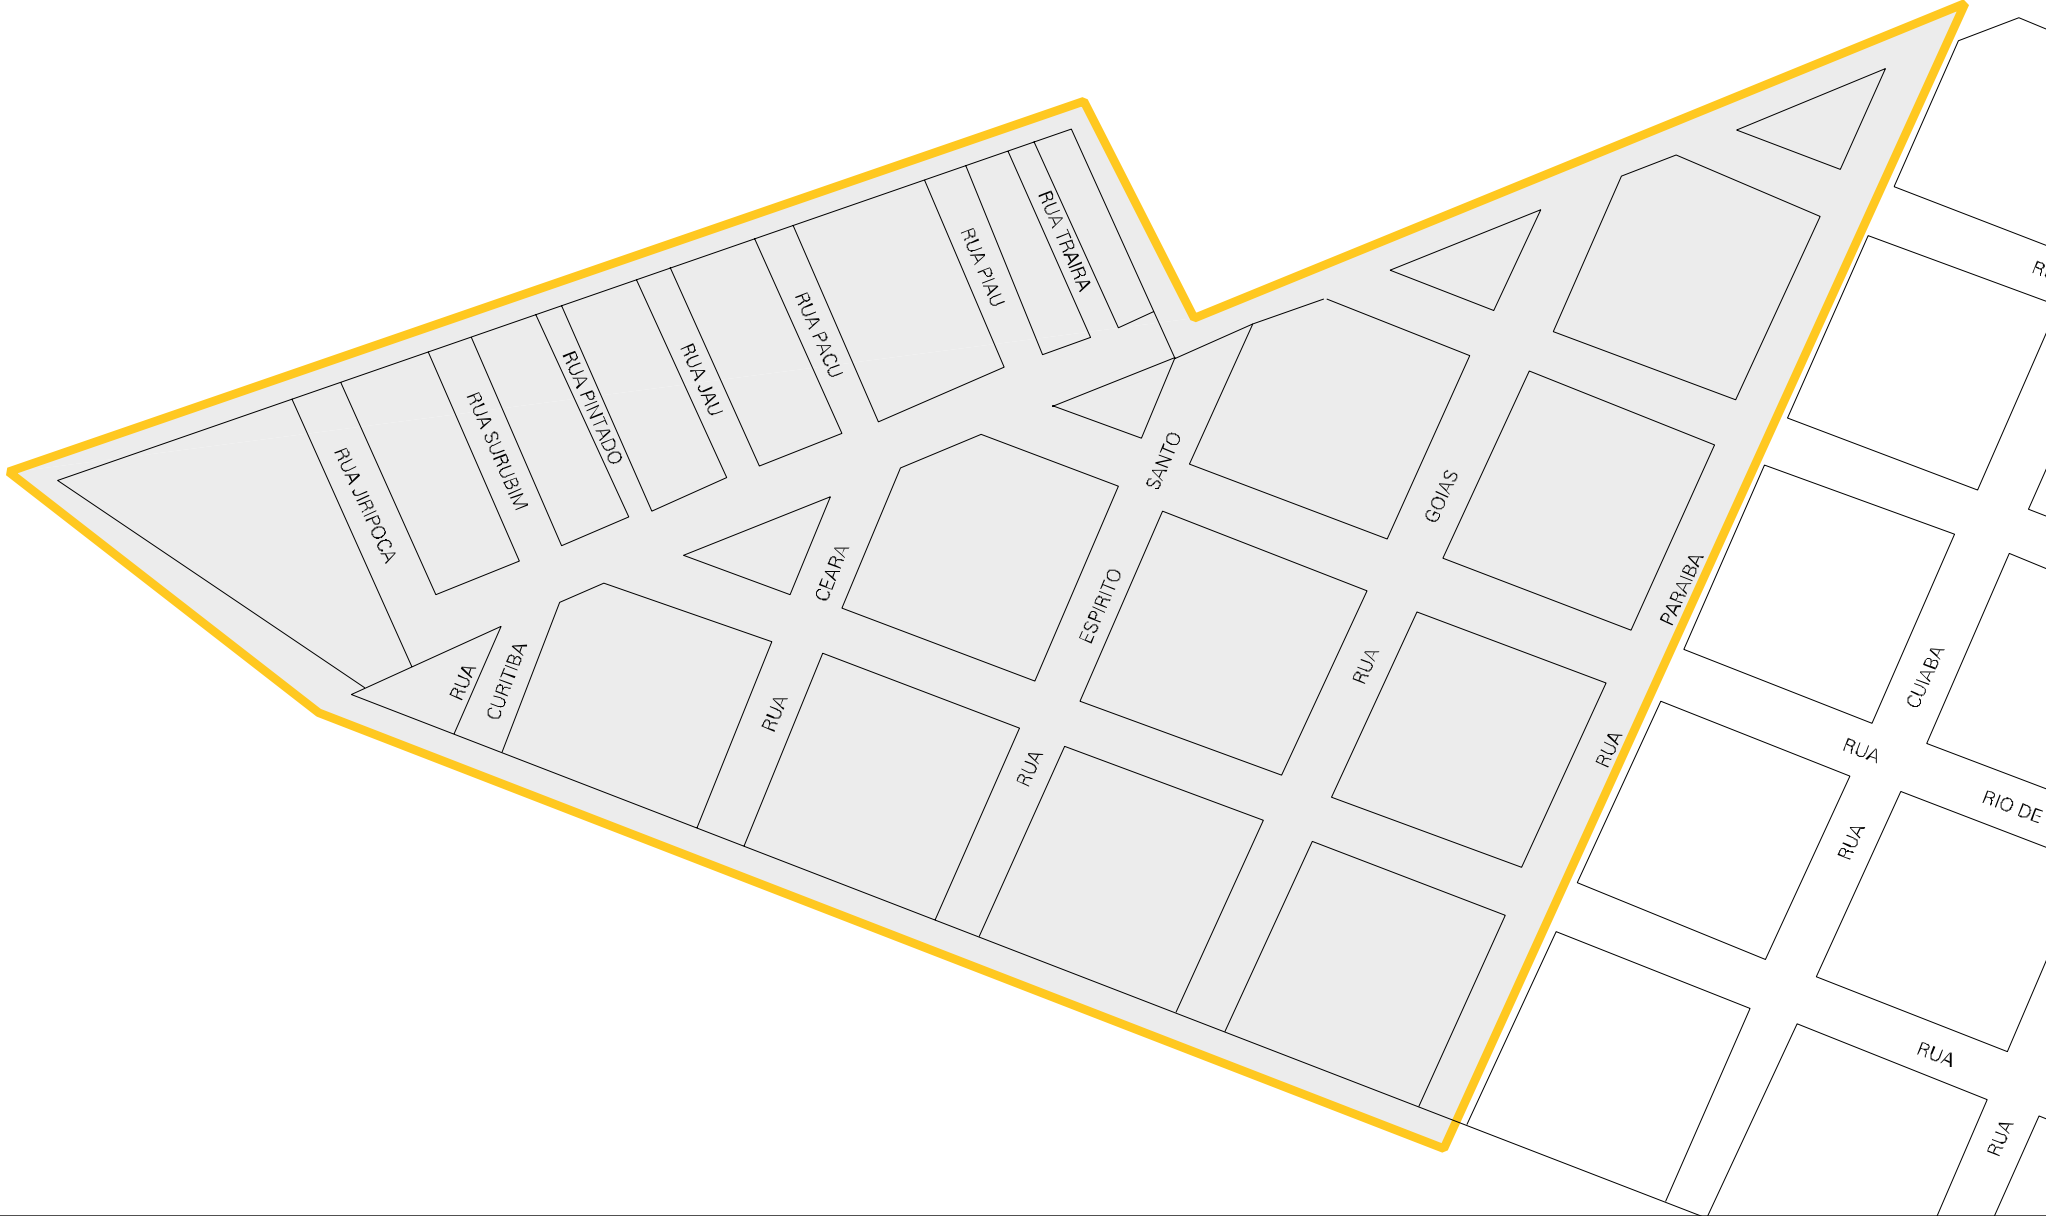 RUA TRAIRA
RUA PIAU
RUA PACU
RUA JAU
RUA PINTADO
RUA SURUBIM
RUA JIRIPOCA
RUA
CURITIBA
RUA
CEARA
RUA
ESPIRITO
SANTO
RUA
GOIAS
RUA
PARAIBA
RUA
CUIABA
RUA
RIO DE
RUA
RUA